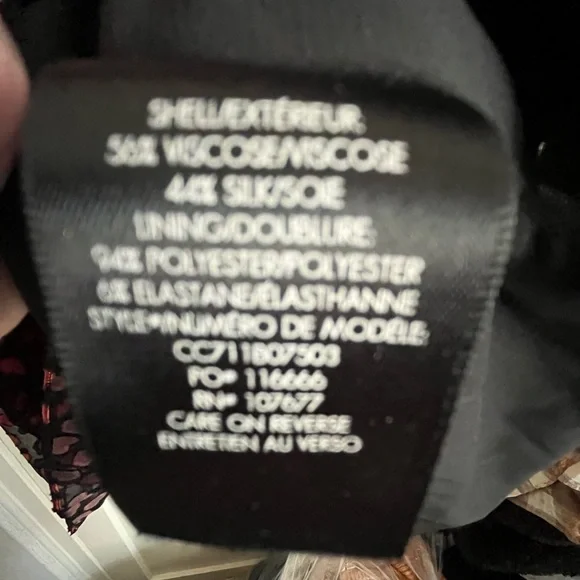 SHELL/EXTÉRIEUR:
56% VISCOSE/VISCOSE
44% SILK/SOIE
LINING/DOUBLURE:
94% POLYESTER/POLYESTER
6% ELASTANE/ÉLASTHANNE
STYLE#/NUMÉRO DE MODÈLE:
CC711B07503
PO# 116666
RN# 107677
CARE ON REVERSE
ENTRETIEN AU VERSO